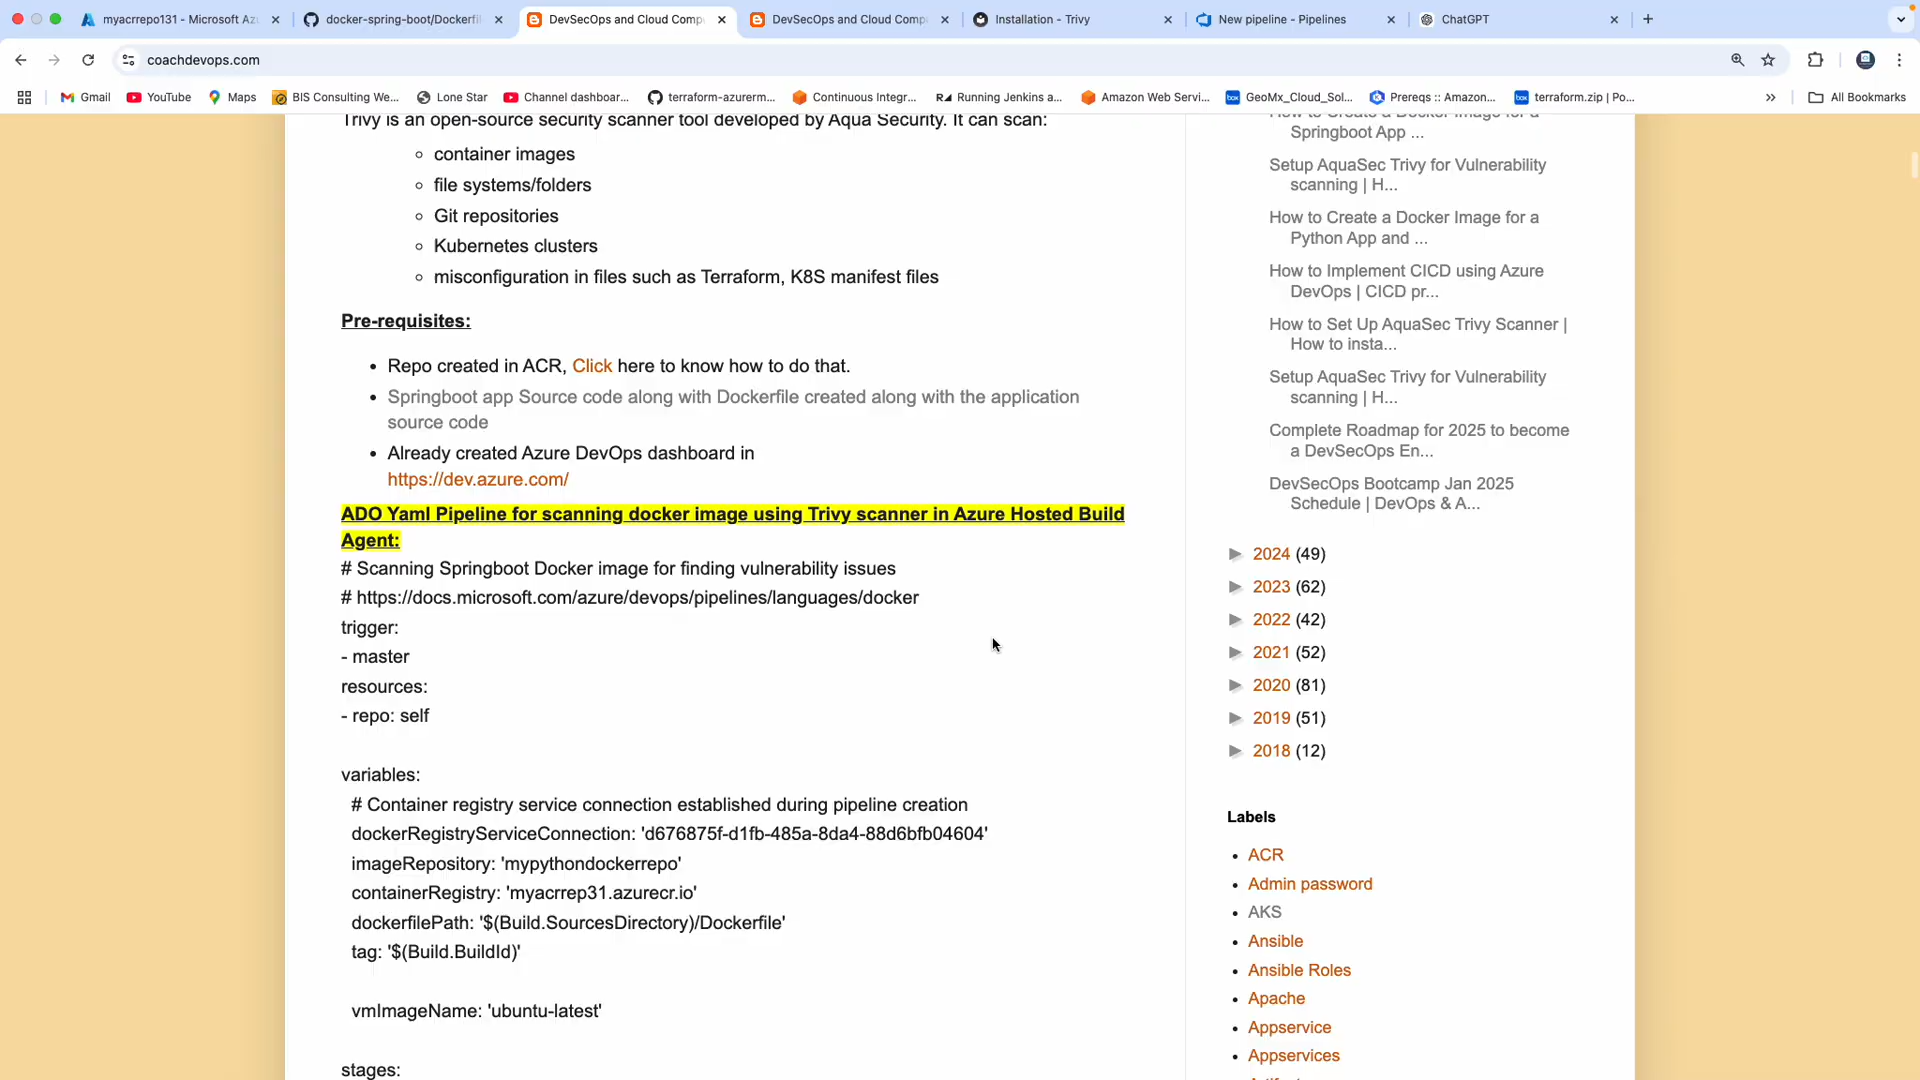 myacrrepo131 - Microsoft Az
docker-spring-boot/Dockerfil
DevSecOps and Cloud Comp
DevSecOps and Cloud Comp
Installation - Trivy
New pipeline - Pipelines
ChatGPT
coachdevops.com
Gmail
YouTube
Maps
BIS Consulting We...
Lone Star
Channel dashboar...
terraform-azurerm...
Continuous Integr...
Running Jenkins a...
Amazon Web Servi...
GeoMx_Cloud_Sol...
Prereqs :: Amazon...
terraform.zip | Po...
»
All Bookmarks
Trivy is an open-source security scanner tool developed by Aqua Security. It can scan:
container images
file systems/folders
Git repositories
Kubernetes clusters
misconfiguration in files such as Terraform, K8S manifest files
Pre-requisites:
Repo created in ACR, Click here to know how to do that.
Springboot app Source code along with Dockerfile created along with the application
source code
Already created Azure DevOps dashboard in
https://dev.azure.com/
ADO Yaml Pipeline for scanning docker image using Trivy scanner in Azure Hosted Build
Agent:
# Scanning Springboot Docker image for finding vulnerability issues
# https://docs.microsoft.com/azure/devops/pipelines/languages/docker
trigger:
- master
resources:
- repo: self
variables:
# Container registry service connection established during pipeline creation
dockerRegistryServiceConnection: 'd676875f-d1fb-485a-8da4-88d6bfb04604'
imageRepository: 'mypythondockerrepo'
containerRegistry: 'myacrrep31.azurecr.io'
dockerfilePath: '$(Build.SourcesDirectory)/Dockerfile'
tag: '$(Build.BuildId)'
vmImageName: 'ubuntu-latest'
stages:
How to Create a Docker Image for a
Springboot App ...
Setup AquaSec Trivy for Vulnerability
scanning | H...
How to Create a Docker Image for a
Python App and ...
How to Implement CICD using Azure
DevOps | CICD pr...
How to Set Up AquaSec Trivy Scanner |
How to insta...
Setup AquaSec Trivy for Vulnerability
scanning | H...
Complete Roadmap for 2025 to become
a DevSecOps En...
DevSecOps Bootcamp Jan 2025
Schedule | DevOps & A...
► 2024 (49)
► 2023 (62)
► 2022 (42)
► 2021 (52)
► 2020 (81)
► 2019 (51)
► 2018 (12)
Labels
ACR
Admin password
AKS
Ansible
Ansible Roles
Apache
Appservice
Appservices